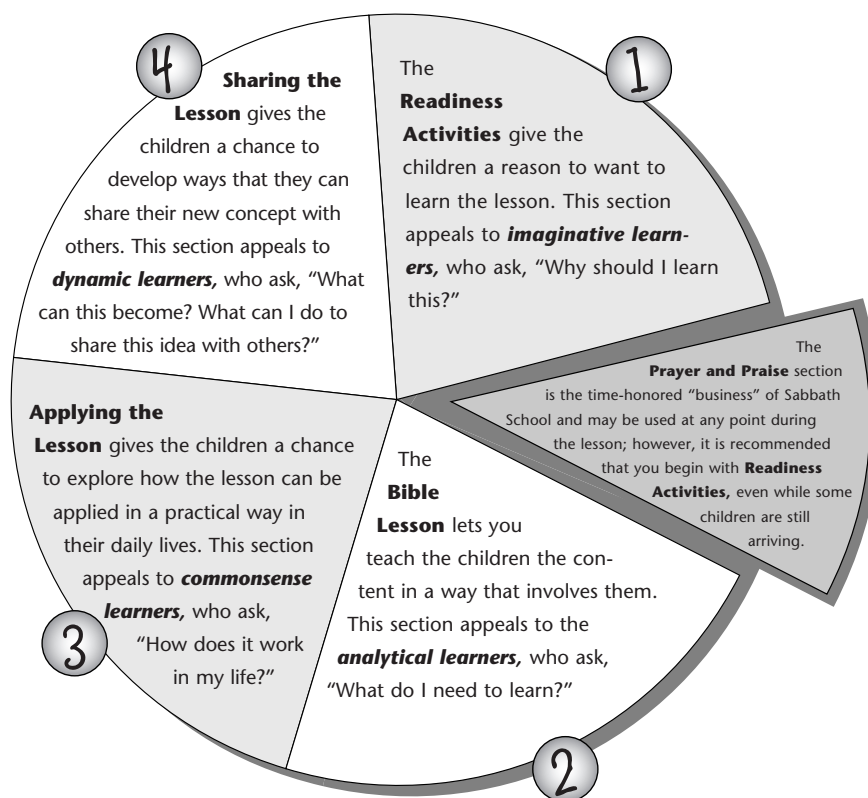 1
The
Readiness
Activities give the
children a reason to want to
learn the lesson. This section
appeals to imaginative learn-
ers, who ask, “Why should I learn
this?”
The
Prayer and Praise section
is the time-honored “business” of Sabbath
School and may be used at any point during
the lesson; however, it is recommended
that you begin with Readiness
Activities, even while some
children are still
arriving.
2
The
Bible
Lesson lets you
teach the children the con-
tent in a way that involves them.
This section appeals to the
analytical learners, who ask,
“What do I need to learn?”
3
Applying the
Lesson gives the children a chance
to explore how the lesson can be
applied in a practical way in
their daily lives. This section
appeals to commonsense
learners, who ask,
“How does it work
in my life?”
4
Sharing the
Lesson gives the
children a chance to
develop ways that they can
share their new concept with
others. This section appeals to
dynamic learners, who ask, “What
can this become? What can I do to
share this idea with others?”